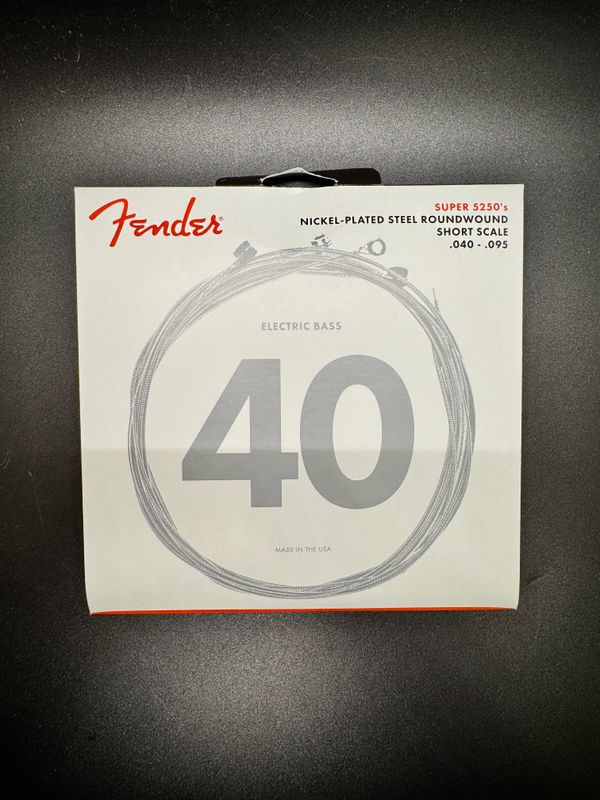 Fender®
SUPER 5250's
NICKEL-PLATED STEEL ROUNDWOUND
SHORT SCALE
.040 - .095
ELECTRIC BASS
40
MADE IN THE USA